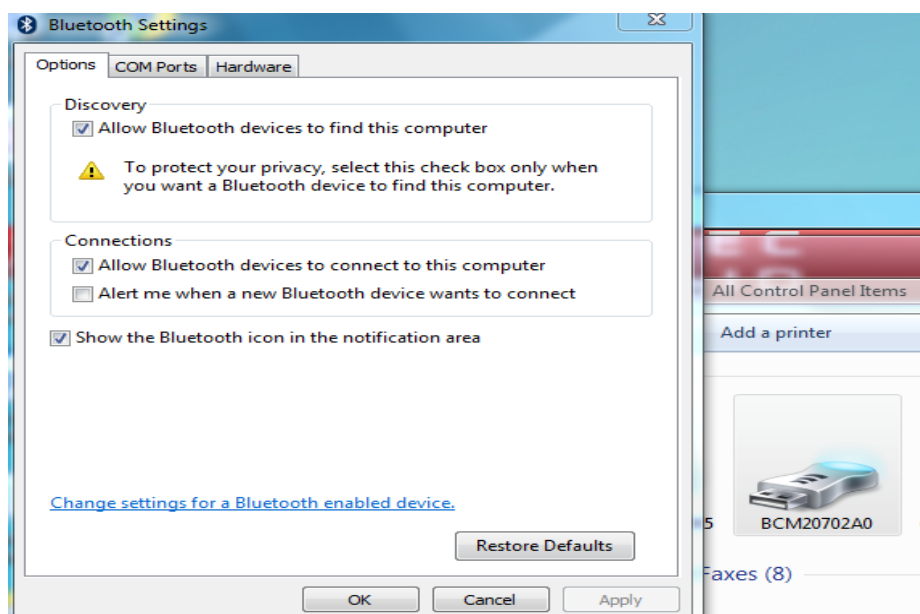 Bluetooth Settings
Options
COM Ports
Hardware
Discovery
Allow Bluetooth devices to find this computer
To protect your privacy, select this check box only when
you want a Bluetooth device to find this computer.
Connections
Allow Bluetooth devices to connect to this computer
Alert me when a new Bluetooth device wants to connect
Show the Bluetooth icon in the notification area
Change settings for a Bluetooth enabled device.
Restore Defaults
OK
Cancel
Apply
All Control Panel Items
Add a printer
5
BCM20702A0
Faxes (8)